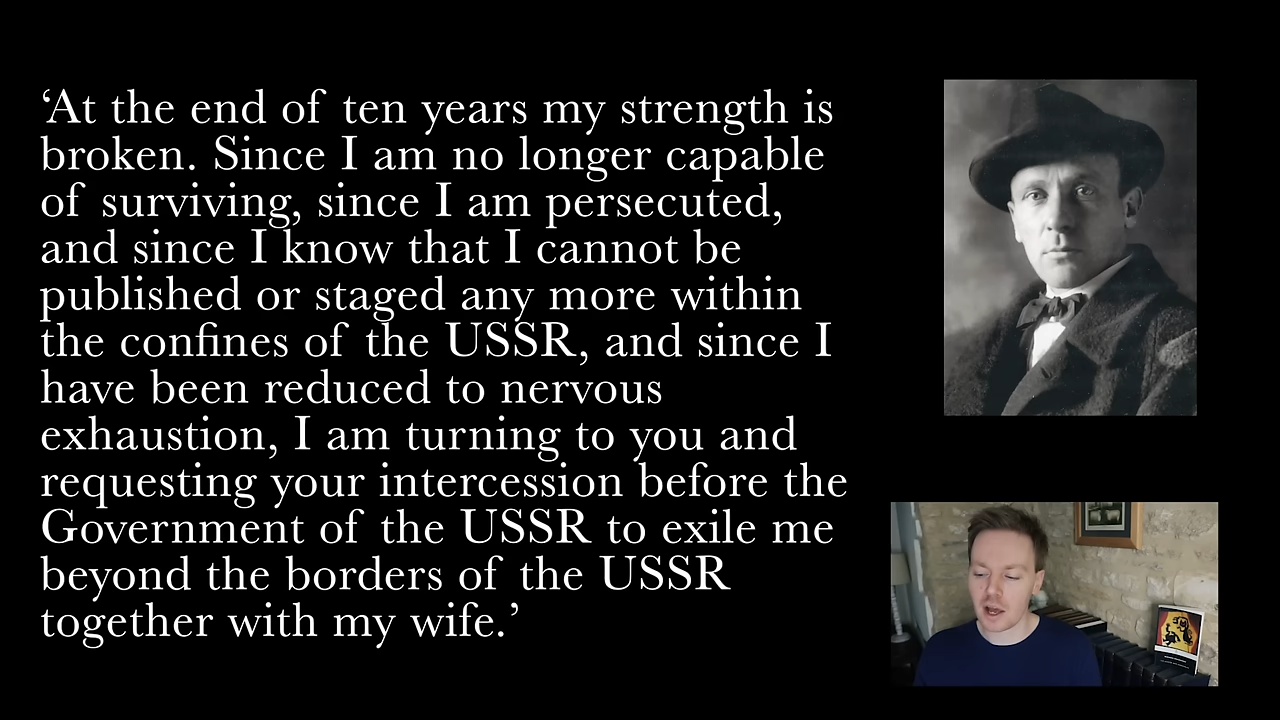 ‘At the end of ten years my strength is
broken. Since I am no longer capable
of surviving, since I am persecuted,
and since I know that I cannot be
published or staged any more within
the confines of the USSR, and since I
have been reduced to nervous
exhaustion, I am turning to you and
requesting your intercession before the
Government of the USSR to exile me
beyond the borders of the USSR
together with my wife.’